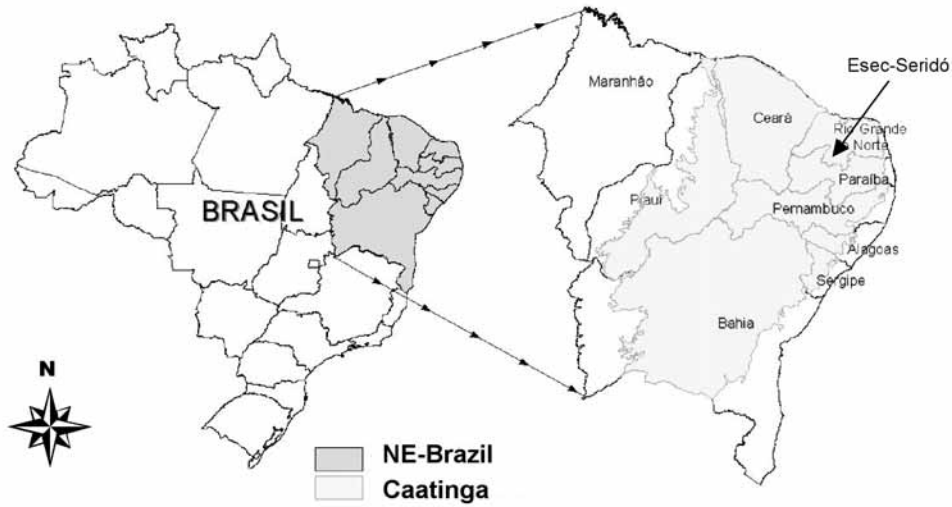 Esec-Seridó
Maranhão
Ceará
Rio Grande
Norte
Paraíba
Piauí
Pernambuco
BRASIL
Alagoas
Sergipe
Bahia
N
NE-Brazil
Caatinga